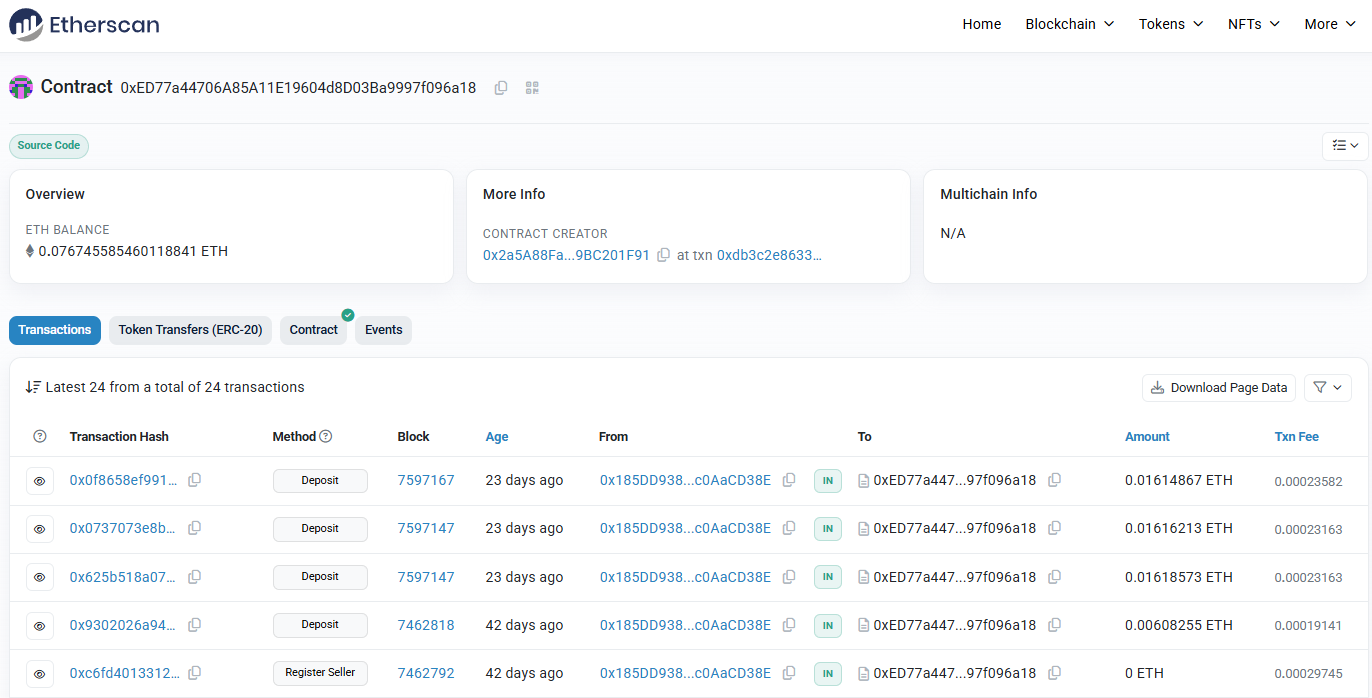 Etherscan
Home Blockchain Tokens NFTs More
Contract 0xED77a44706A85A11E19604d8D03Ba9997f096a18
Source Code
Overview
ETH BALANCE
0.076745585460118841 ETH
More Info
CONTRACT CREATOR
0x2a5A88Fa...9BC201F91 at txn 0xdb3c2e8633...
Multichain Info
N/A
Transactions Token Transfers (ERC-20) Contract Events
Latest 24 from a total of 24 transactions Download Page Data
Transaction Hash Method Block Age From To Amount Txn Fee
0x0f8658ef991... Deposit 7597167 23 days ago 0x185DD938...c0AaCD38E IN 0xED77a447...97f096a18 0.01614867 ETH 0.00023582
0x0737073e8b... Deposit 7597147 23 days ago 0x185DD938...c0AaCD38E IN 0xED77a447...97f096a18 0.01616213 ETH 0.00023163
0x625b518a07... Deposit 7597147 23 days ago 0x185DD938...c0AaCD38E IN 0xED77a447...97f096a18 0.01618573 ETH 0.00023163
0x9302026a94... Deposit 7462818 42 days ago 0x185DD938...c0AaCD38E IN 0xED77a447...97f096a18 0.00608255 ETH 0.00019141
0xc6fd4013312... Register Seller 7462792 42 days ago 0x185DD938...c0AaCD38E IN 0xED77a447...97f096a18 0 ETH 0.00029745